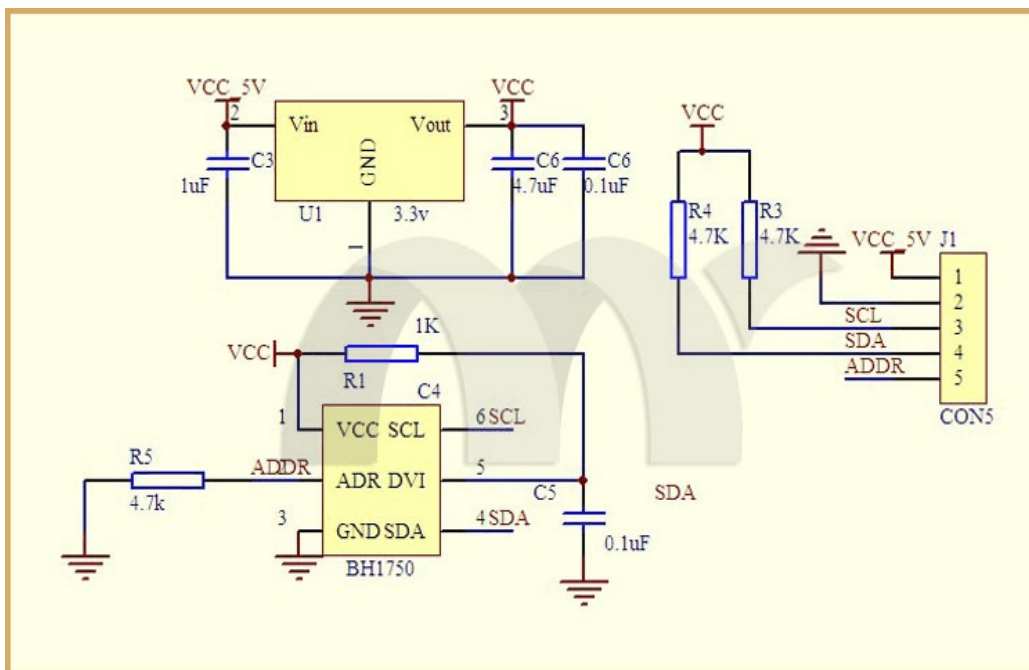 VCC_5V
2
Vin
Vout
GND
3
VCC
C3
1uF
C6
4.7uF
C6
0.1uF
U1
3.3v
1
VCC
R4
4.7K
R3
4.7K
VCC_5V
J1
1
2
SCL
3
SDA
4
ADDR
5
CON5
VCC
R1
1K
C4
1
VCC
SCL
6
SCL
R5
4.7k
ADDR
2
ADR
DVI
5
3
GND
SDA
4
SDA
BH1750
C5
0.1uF
SDA